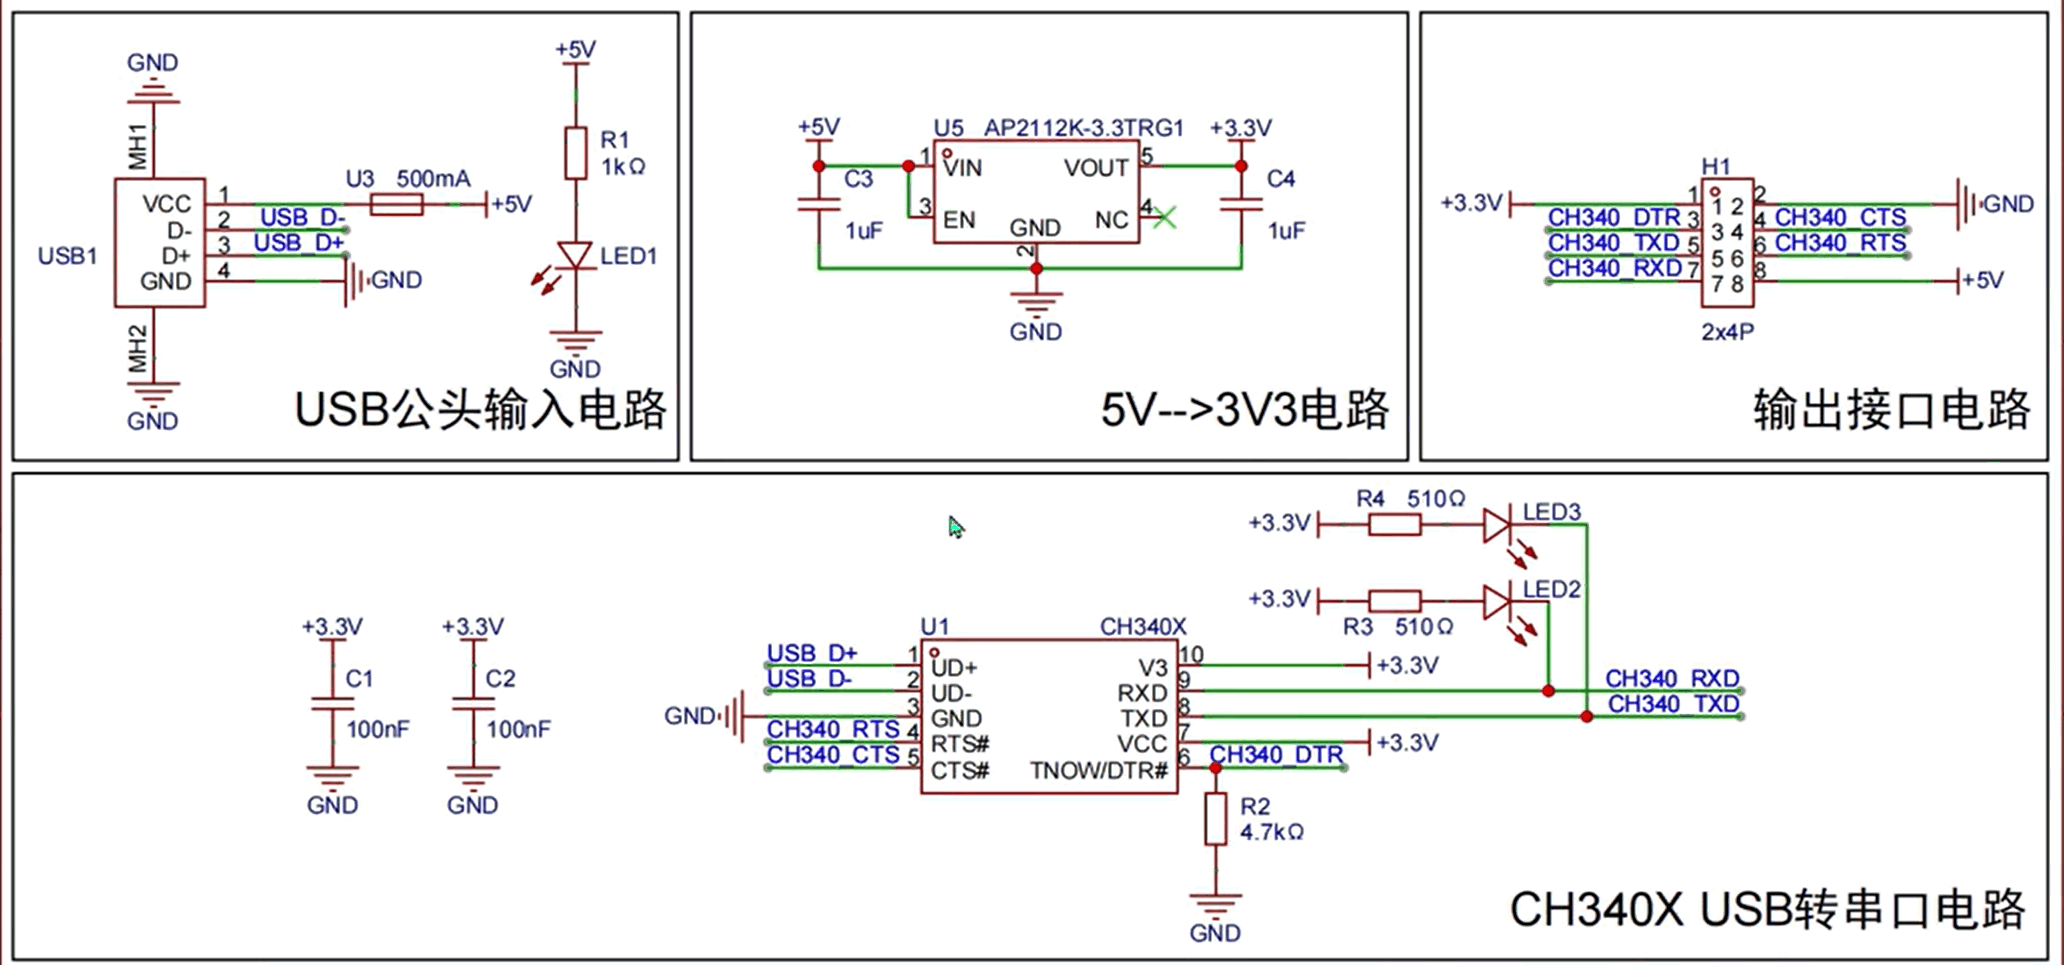 GND
MH1
USB1
VCC 1
D- 2
D+ 3
GND 4
USB_D-
USB_D+
U3 500mA
+5V
GND
MH2
GND
+5V
R1
1kΩ
LED1
GND
USB公头输入电路
+5V
C3
1uF
U5 AP2112K-3.3TRG1
1 VIN
3 EN
VOUT 5
NC 4
GND
2
+3.3V
C4
1uF
GND
5V-->3V3电路
H1
+3.3V 1 1 2 2 GND
CH340_DTR 3 3 4 4 CH340_CTS
CH340_TXD 5 5 6 6 CH340_RTS
CH340_RXD 7 7 8 8 +5V
2x4P
输出接口电路
+3.3V
C1
100nF
GND
+3.3V
C2
100nF
GND
U1 CH340X
USB_D+ 1 UD+
USB_D- 2 UD-
GND 3 GND
CH340_RTS 4 RTS#
CH340_CTS 5 CTS#
V3 10 +3.3V
RXD 9 CH340_RXD
TXD 8 CH340_TXD
VCC 7 +3.3V
TNOW/DTR# 6 CH340_DTR
R4 510Ω
+3.3V
LED3
+3.3V
LED2
R3 510Ω
R2
4.7kΩ
GND
CH340X USB转串口电路